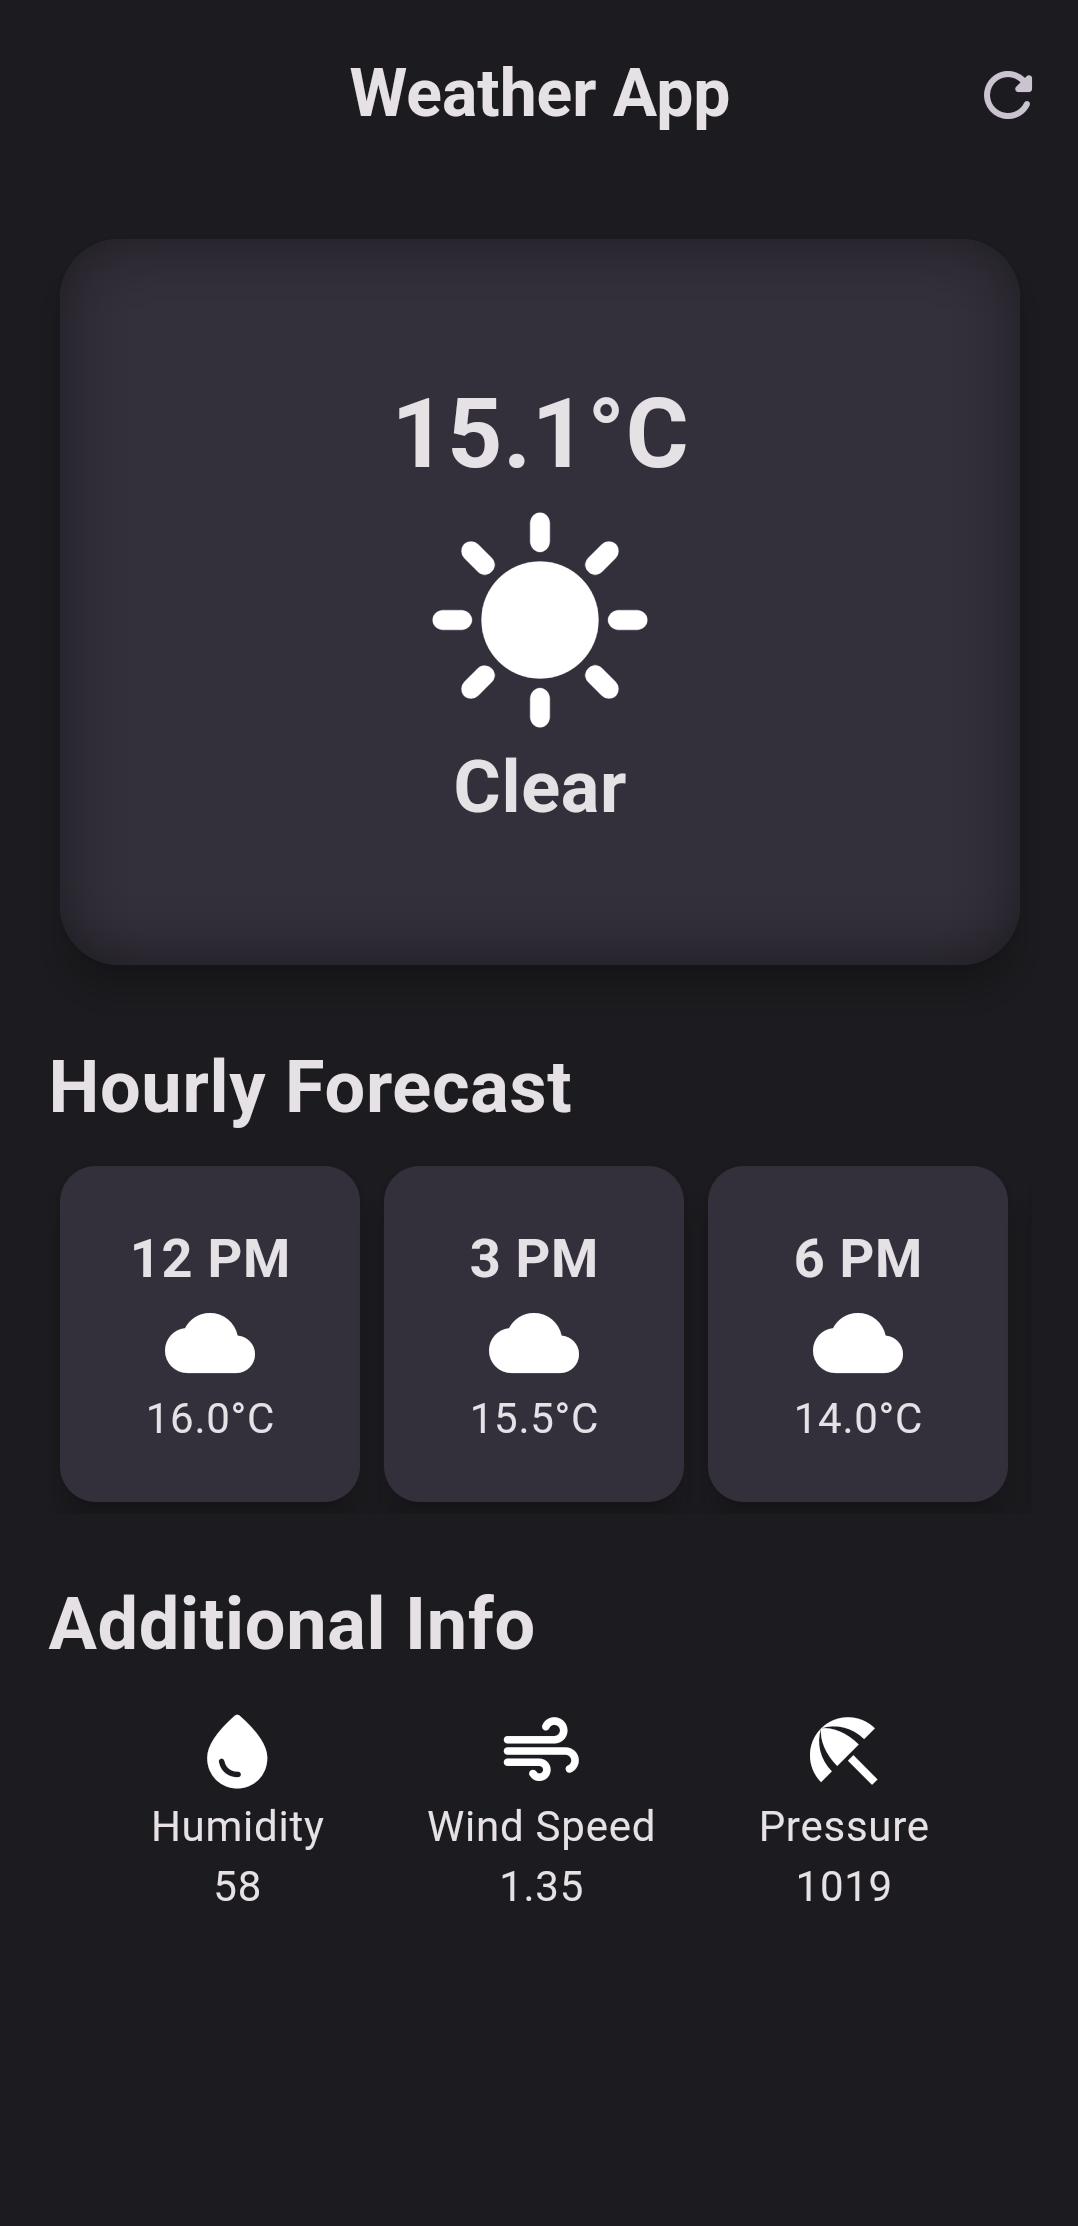 Weather App
15.1°C
Clear
Hourly Forecast
12 PM 3 PM 6 PM
16.0°C 15.5°C 14.0°C
Additional Info
Humidity Wind Speed Pressure
58 1.35 1019